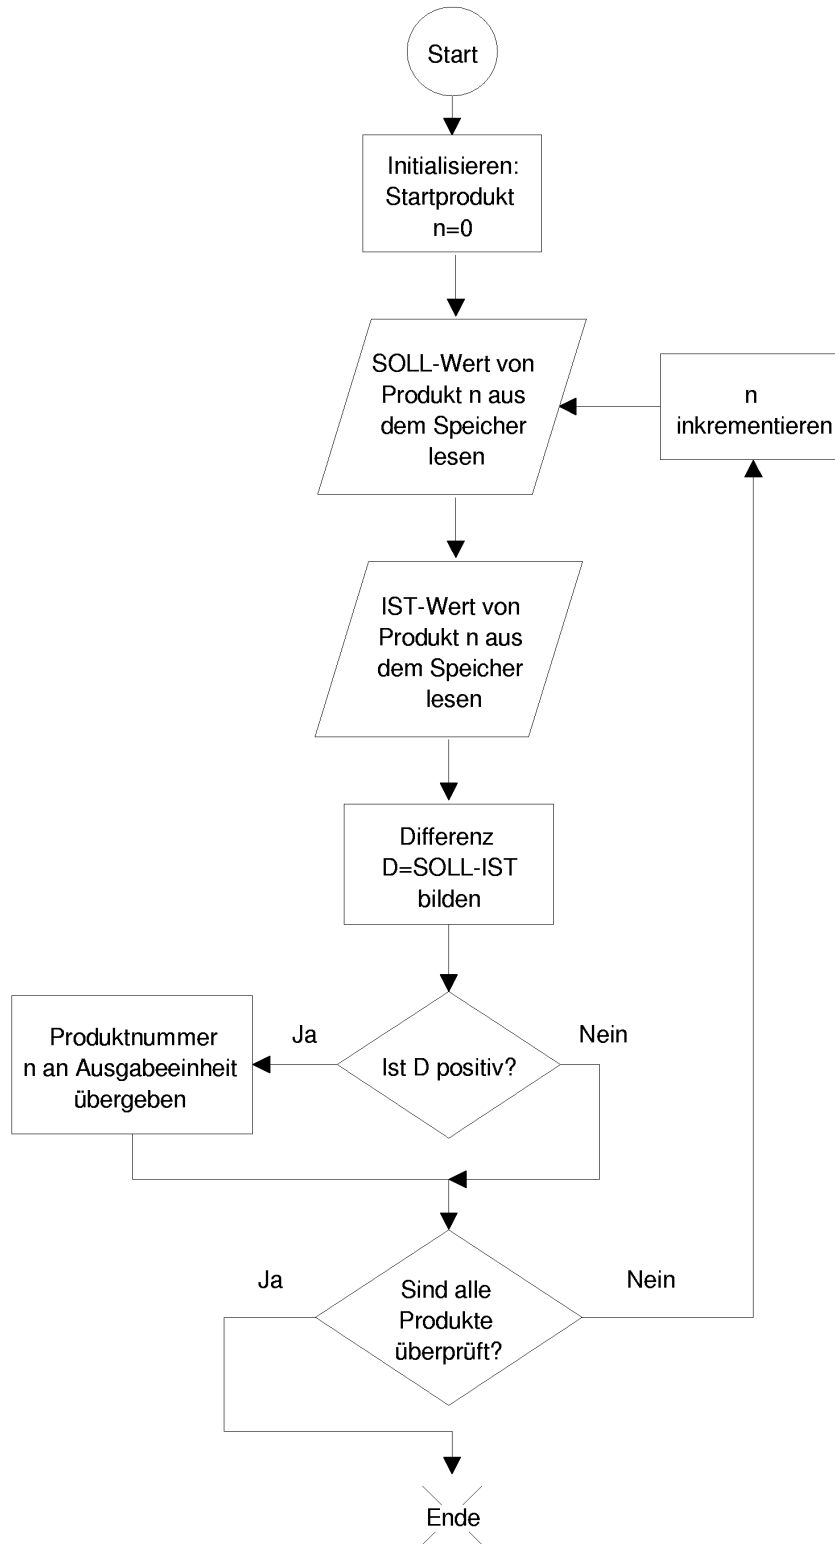 Start
Initialisieren:
Startprodukt
n=0
SOLL-Wert von
Produkt n aus
dem Speicher
lesen
n
inkrementieren
IST-Wert von
Produkt n aus
dem Speicher
lesen
Differenz
D=SOLL-IST
bilden
Ist D positiv?
Ja
Nein
Produktnummer
n an Ausgabeeinheit
übergeben
Sind alle
Produkte
überprüft?
Ja
Nein
Ende